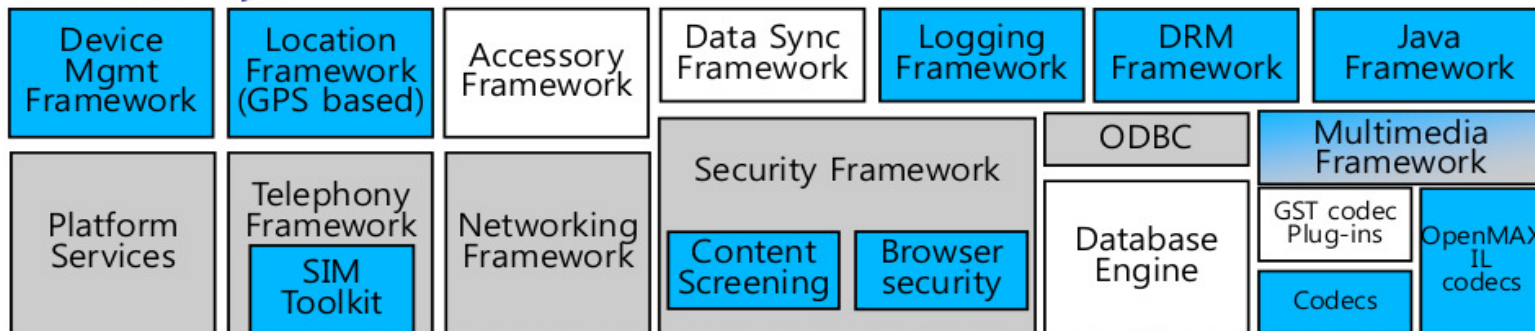 Device
Mgmt
Framework
Location
Framework
(GPS based)
Accessory
Framework
Data Sync
Framework
Logging
Framework
DRM
Framework
Java
Framework
Platform
Services
Telephony
Framework
SIM
Toolkit
Networking
Framework
Security Framework
Content
Screening
Browser
security
ODBC
Database
Engine
Multimedia
Framework
GST codec
Plug-ins
Codecs
OpenMAX
IL
codecs